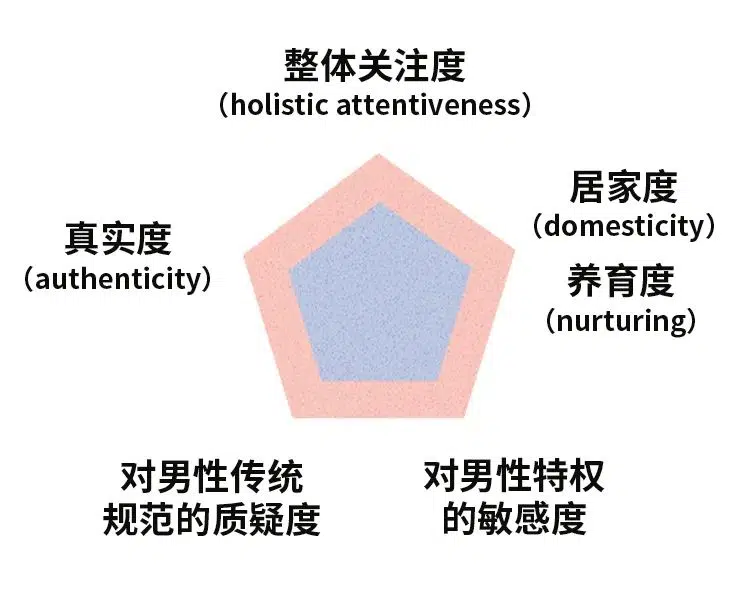 整体关注度
（holistic attentiveness）
居家度
（domesticity）
真实度
（authenticity）
养育度
（nurturing）
对男性传统
规范的质疑度
对男性特权
的敏感度